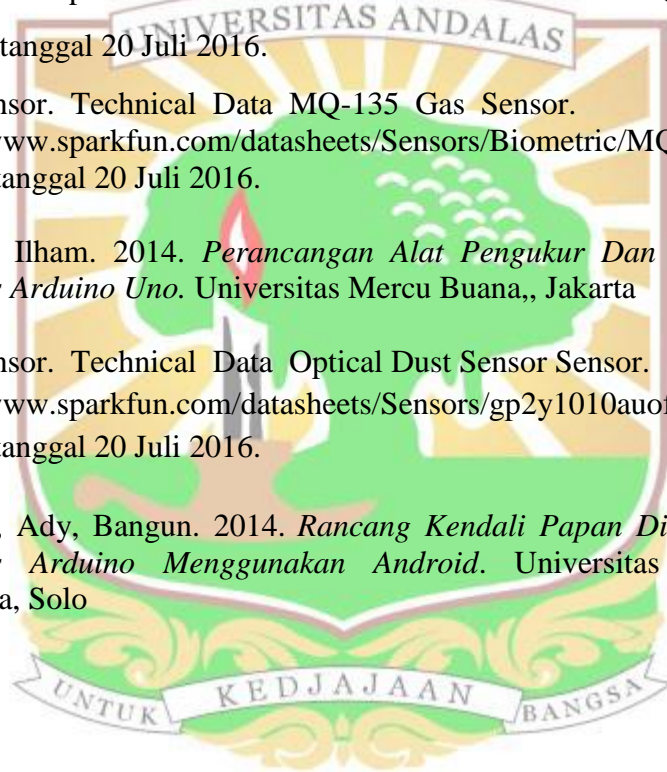 UNIVERSITAS ANDALAS
tanggal 20 Juli 2016.
nsor. Technical Data MQ-135 Gas Sensor.
www.sparkfun.com/datasheets/Sensors/Biometric/MQ
tanggal 20 Juli 2016.
Ilham. 2014. Perancangan Alat Pengukur Dan
Arduino Uno. Universitas Mercu Buana,, Jakarta
nsor. Technical Data Optical Dust Sensor Sensor.
www.sparkfun.com/datasheets/Sensors/gp2y1010auof
tanggal 20 Juli 2016.
, Ady, Bangun. 2014. Rancang Kendali Papan Di
Arduino Menggunakan Android. Universitas
a, Solo
UNTUK KEDJAJAAN BANGSA